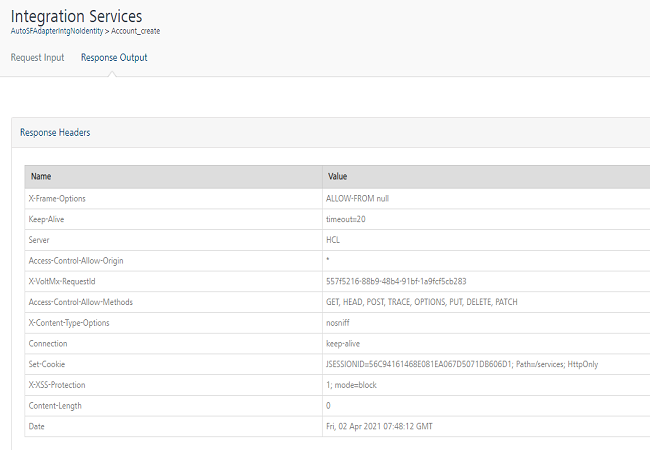 Integration Services
AutoSFAdapterIntgNoIdentity > Account_create
Request Input Response Output
Response Headers
Name Value
X-Frame-Options ALLOW-FROM null
Keep-Alive timeout=20
Server HCL
Access-Control-Allow-Origin *
X-VoltMx-RequestId 557f5216-88b9-48b4-91bf-1a9fcf5cb283
Access-Control-Allow-Methods GET, HEAD, POST, TRACE, OPTIONS, PUT, DELETE, PATCH
X-Content-Type-Options nosniff
Connection keep-alive
Set-Cookie JSESSIONID=56C94161468E081EA067D5071D8606D1; Path=/services; HttpOnly
X-XSS-Protection 1; mode=block
Content-Length 0
Date Fri, 02 Apr 2021 07:48:12 GMT